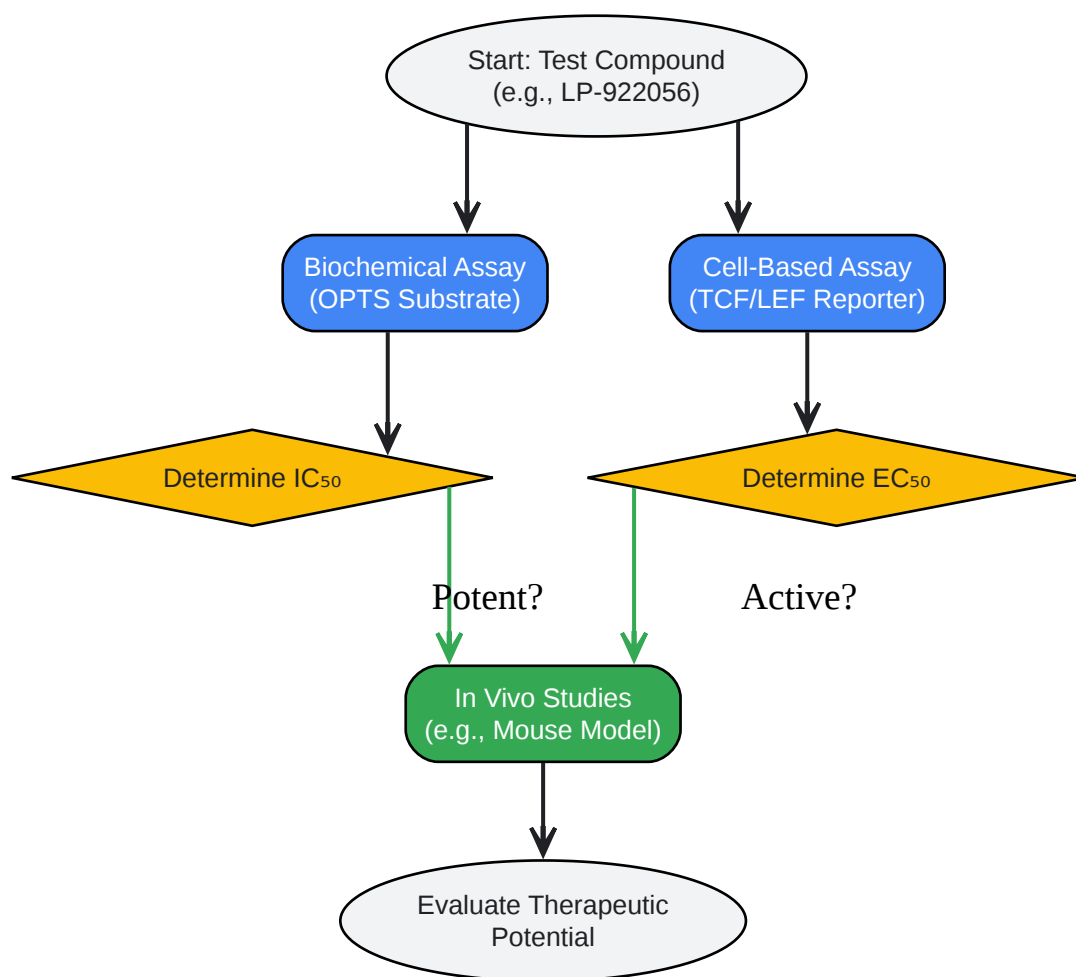 Start: Test Compound
(e.g., LP-922056)
Biochemical Assay
(OPTS Substrate)
Cell-Based Assay
(TCF/LEF Reporter)
Determine IC₅₀
Determine EC₅₀
Potent?
Active?
In Vivo Studies
(e.g., Mouse Model)
Evaluate Therapeutic
Potential